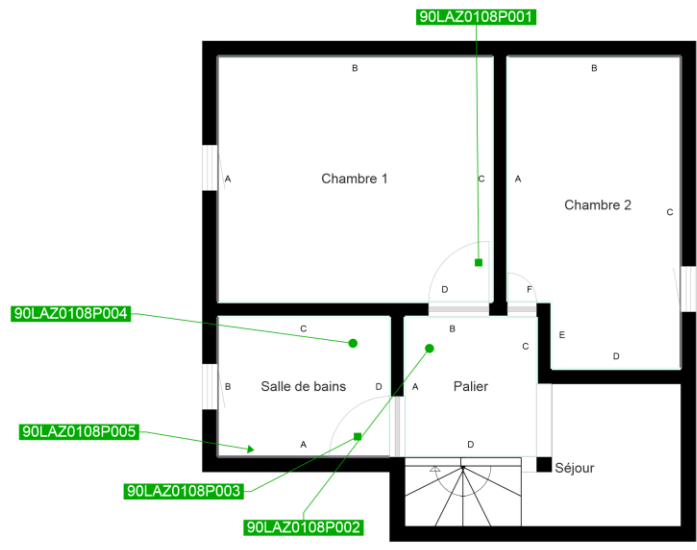 90LAZ0108P001
B
B
A
Chambre 1
C
A
Chambre 2
C
D
F
90LAZ0108P004
C
B
E
C
D
B
Salle de bains
D
A
Palier
90LAZ0108P005
A
D
Séjour
90LAZ0108P003
90LAZ0108P002